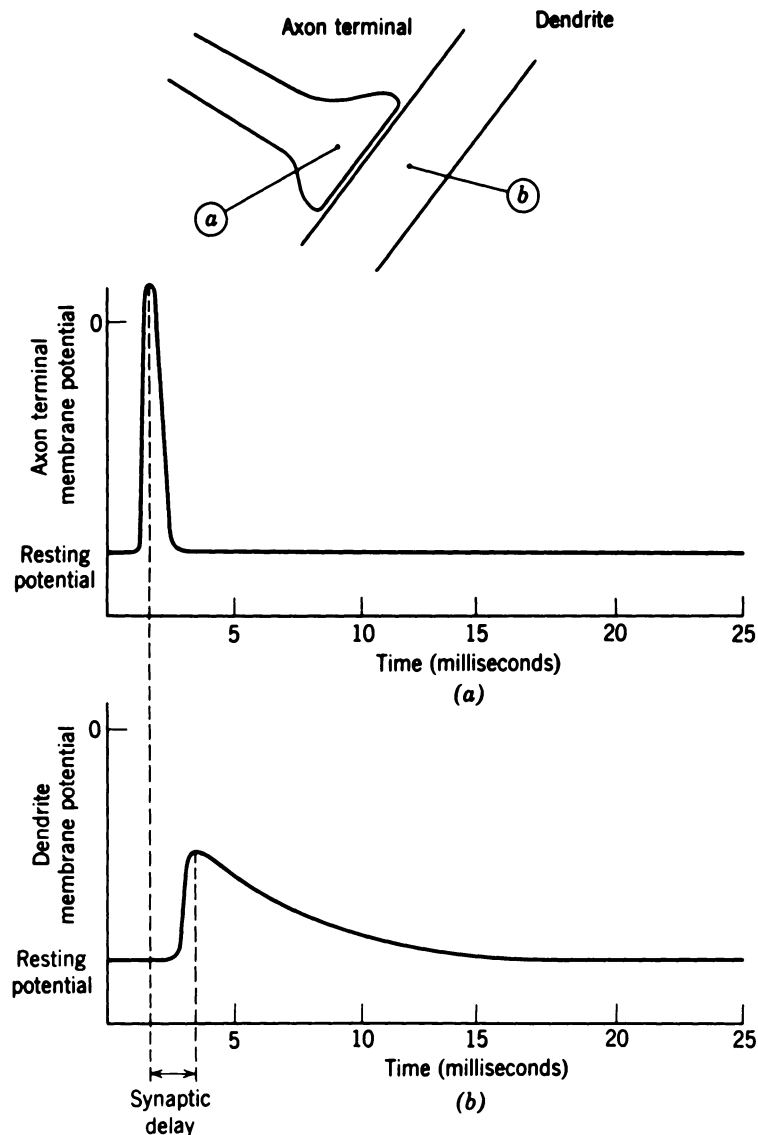 Axon terminal
Dendrite
a
b
0
Axon terminal
membrane potential
Resting
potential
5
10
15
20
25
Time (milliseconds)
(a)
0
Dendrite
membrane potential
Resting
potential
5
10
15
20
25
Time (milliseconds)
(b)
Synaptic
delay